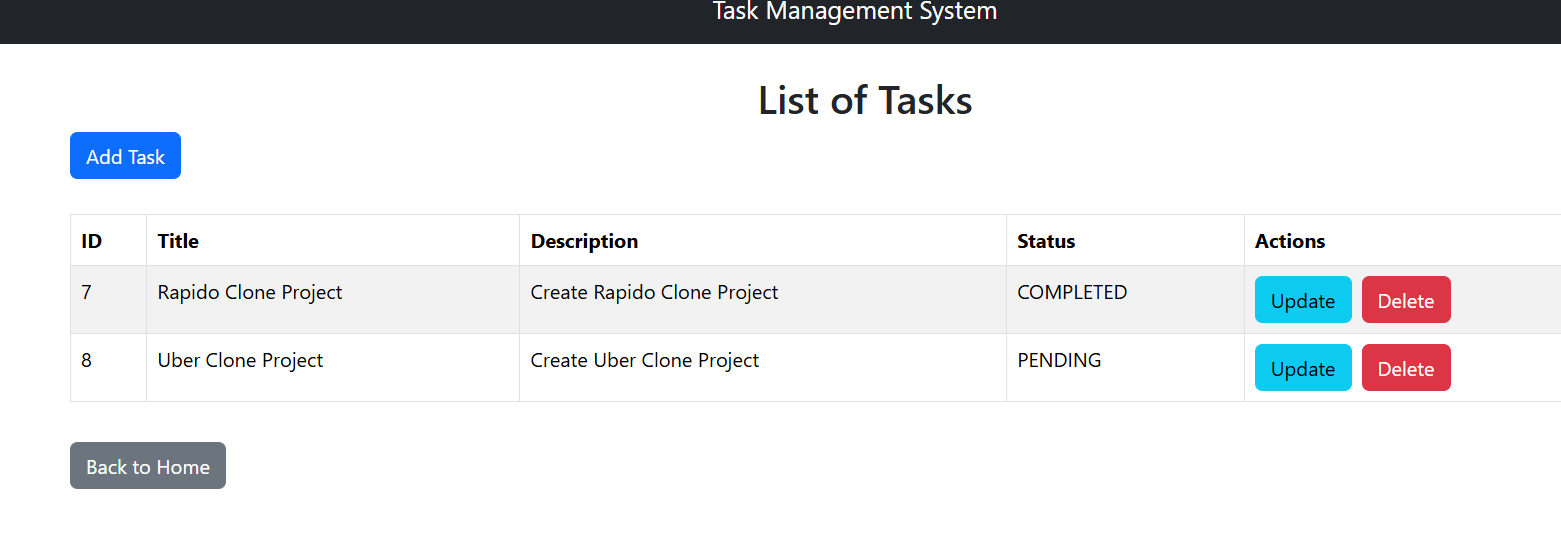 Task Management System
List of Tasks
Add Task
ID Title Description Status Actions
7 Rapido Clone Project Create Rapido Clone Project COMPLETED Update Delete
8 Uber Clone Project Create Uber Clone Project PENDING Update Delete
Back to Home